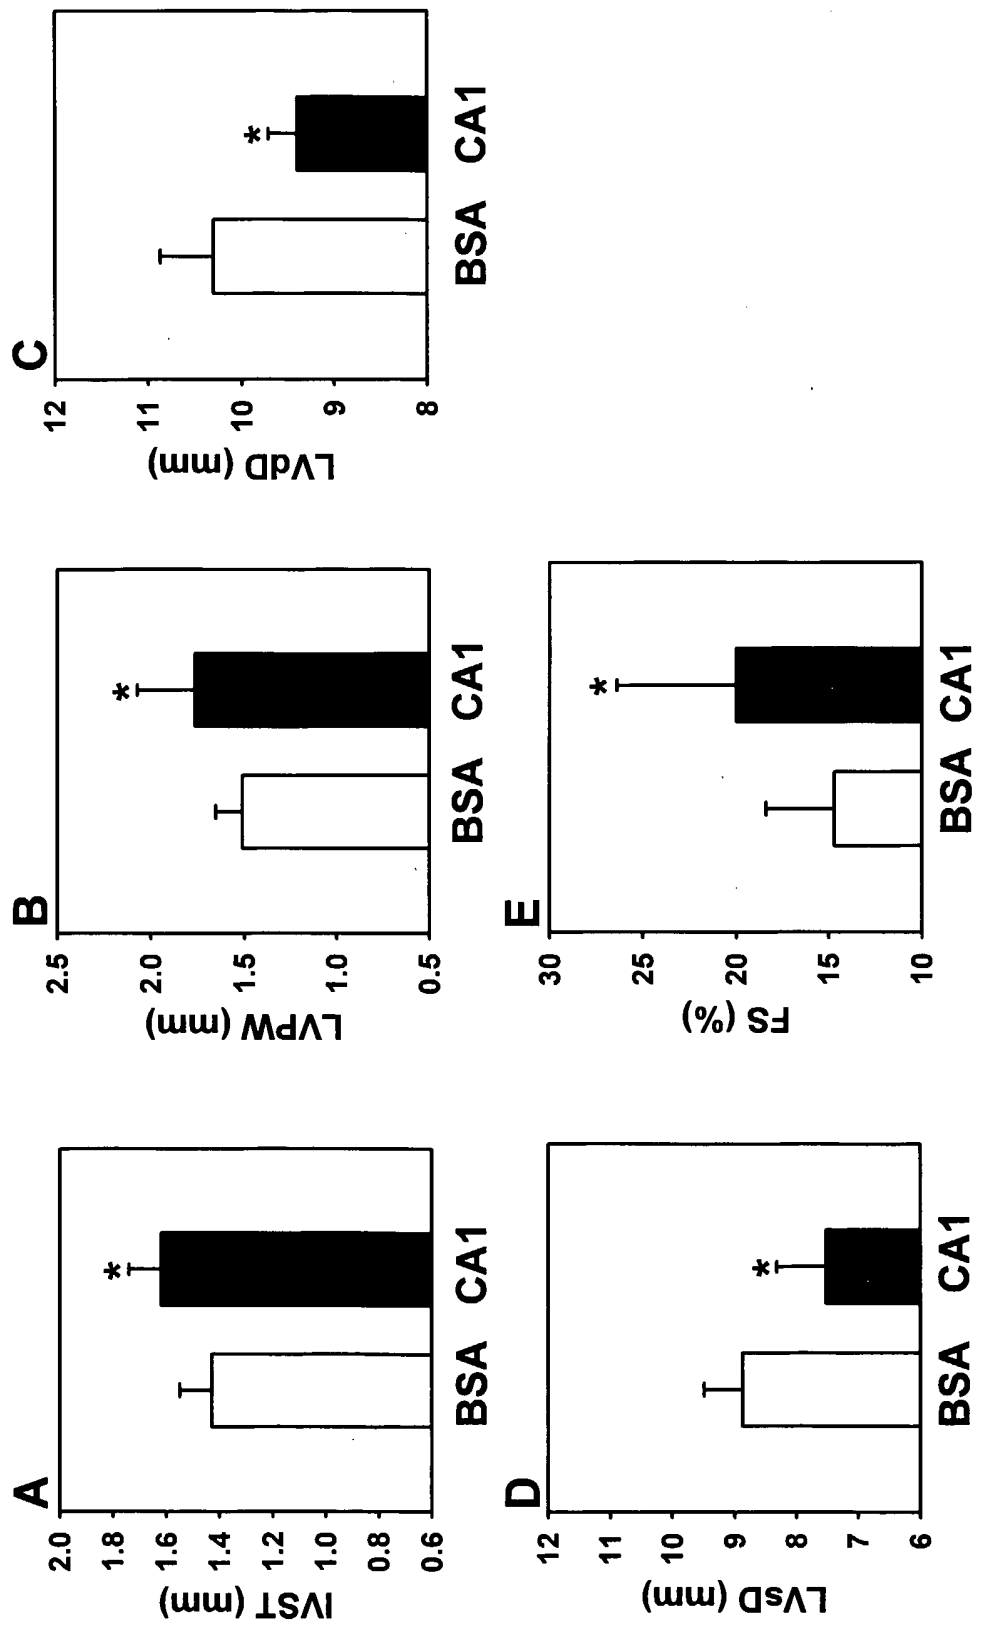 A
IVST (mm)
2.0
1.8
1.6
1.4
1.2
1.0
0.8
0.6
*
BSA CA1
B
LVPW (mm)
2.5
2.0
1.5
1.0
0.5
*
BSA CA1
C
LVdD (mm)
12
11
10
9
8
*
BSA CA1
D
LVsD (mm)
12
11
10
9
8
7
6
*
BSA CA1
E
FS (%)
30
25
20
15
10
*
BSA CA1